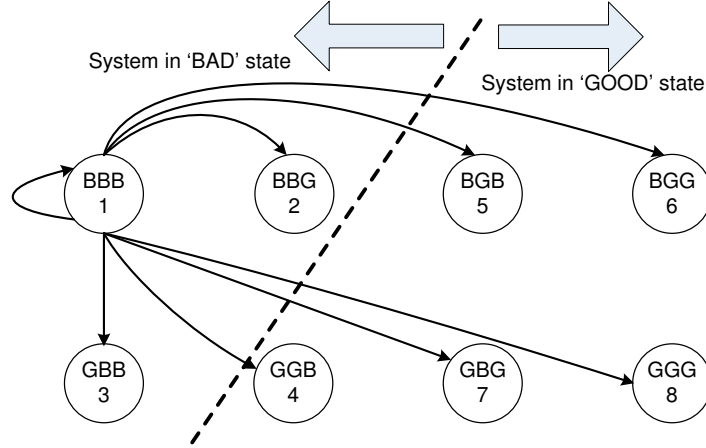 System in ‘BAD’ state
System in ‘GOOD’ state
BBB
1
BBG
2
BGB
5
BGG
6
GBB
3
GGB
4
GBG
7
GGG
8